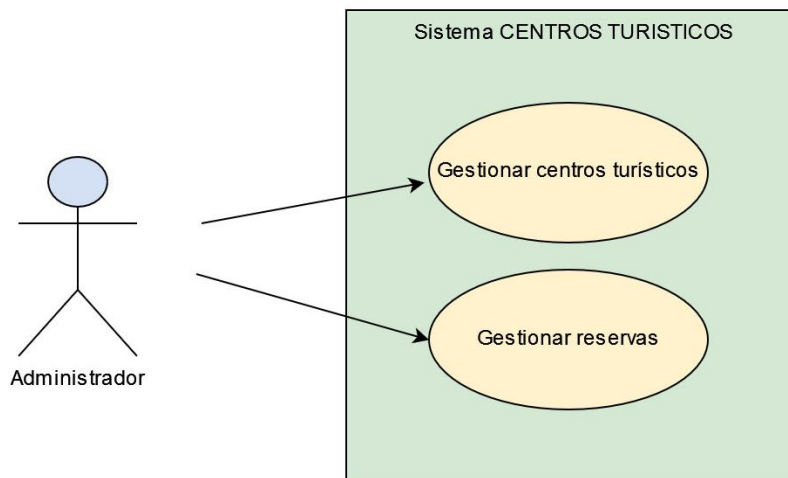 Sistema CENTROS TURISTICOS
Gestionar centros turísticos
Gestionar reservas
Administrador